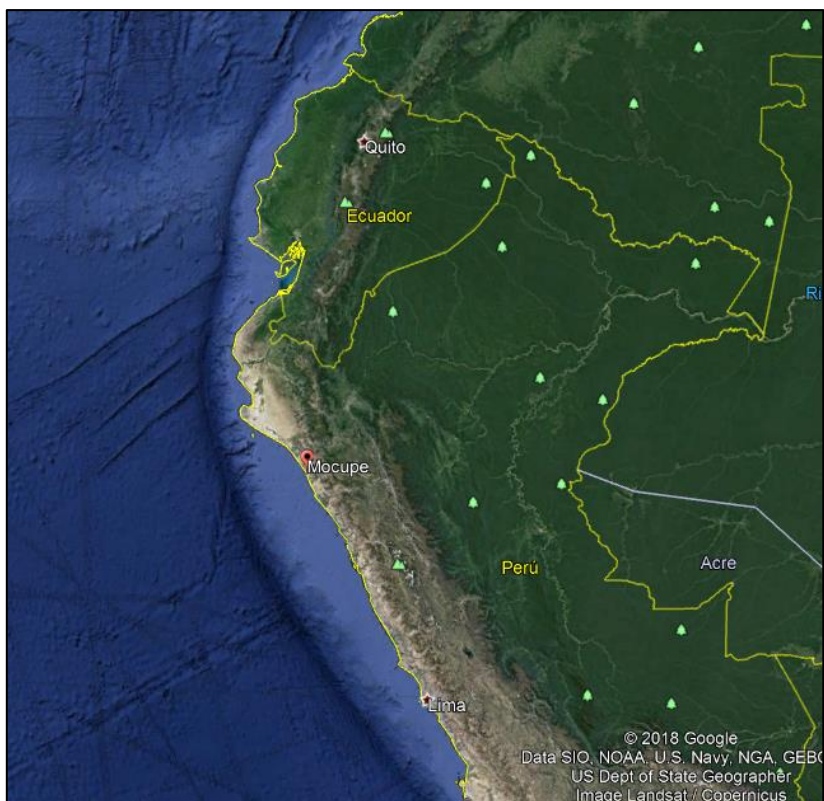 Quito
Ecuador
Ri
Mocupe
Perú
Acre
Lima
© 2018 Google
Data SIO, NOAA, U.S. Navy, NGA, GEBC
US Dept of State Geographer
Image Landsat / Copernicus